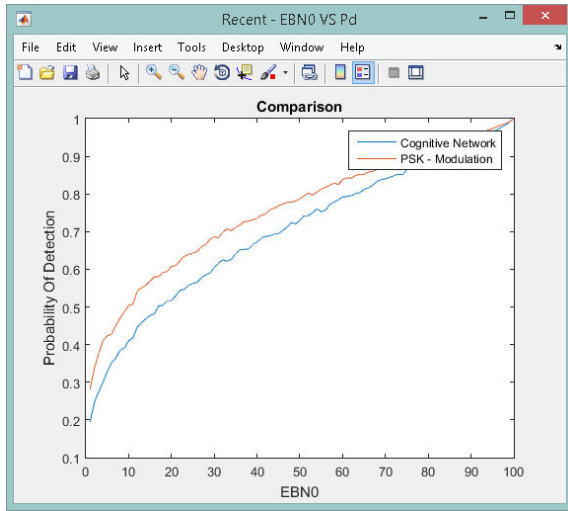 Recent - EBN0 VS Pd
File Edit View Insert Tools Desktop Window Help
Comparison
Cognitive Network
PSK - Modulation
Probability Of Detection
1
0.9
0.8
0.7
0.6
0.5
0.4
0.3
0.2
0.1
0 10 20 30 40 50 60 70 80 90 100
EBN0